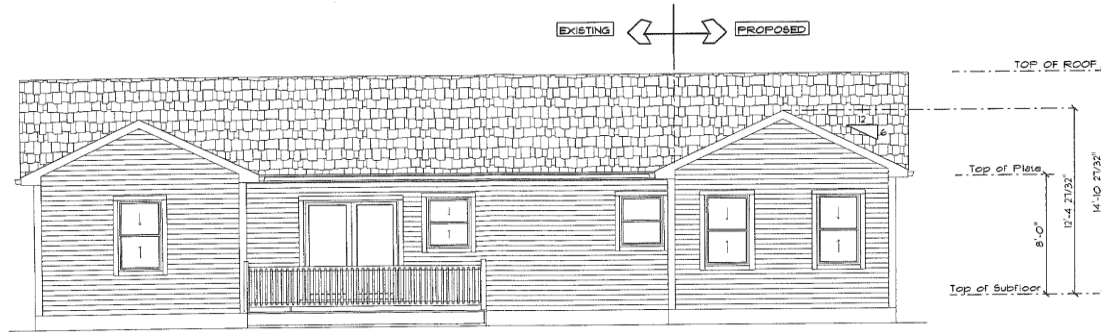 EXISTING
PROPOSED
TOP OF ROOF
12
6
Top of Plate
8'-0"
12'-4 27/32"
14'-10 27/32"
Top of Subfloor